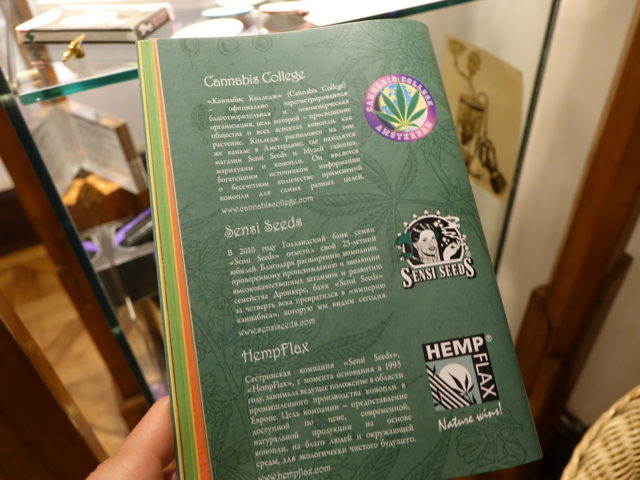 Cannabis College
«Каннабис Колледж» (Cannabis College)
– официально зарегистрированная
благотворительная и некоммерческая
организация, цель которой – просвещение
общества о всех аспектах конопли, как
растение. Колледж расположен на том
же канале в Амстердаме, где находятся
магазин Sensi Seeds и Музей гашиша,
марихуаны и конопли. Он является
богатейшим источником информации
о бессчетном количестве применений
конопли для самых разных целей.
www.cannabiscollege.com
CANNABIS COLLEGE
AMSTERDAM
Sensi Seeds
В 2010 году Голландский банк семян
«Sensi Seeds» отметил свой 25-летний
юбилей. Благодаря расширению компании,
проверенному происхождению и эволюции
высококачественных штаммов и развитию
семейства Дронкерс, банк «Sensi Seeds»
за четверть века превратился в «империю
каннабиса», которую мы видим сегодня.
www.sensiseeds.com
SENSI SEEDS
HempFlax
Сестринская компания «Sensi Seeds»,
«HempFlax», с момента основания в 1993
году, занимала ведущее положение в области
промышленного производства конопли в
Европе. Цель компании – предоставление
доступной по цене, современной,
натуральной продукции на основе
конопли, на благо людей и окружающей
среды, для экологически чистого будущего.
www.hempflax.com
HEMP
FLAX
Nature wins!